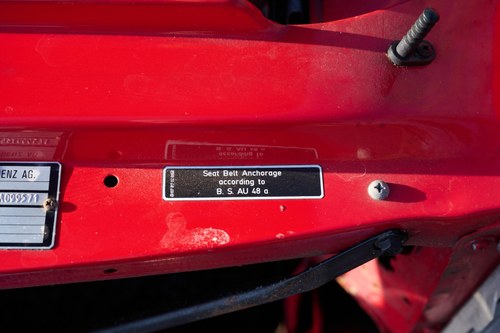 ENZ AG.
Seat Belt Anchorage
according to
B. S. AU 48 a